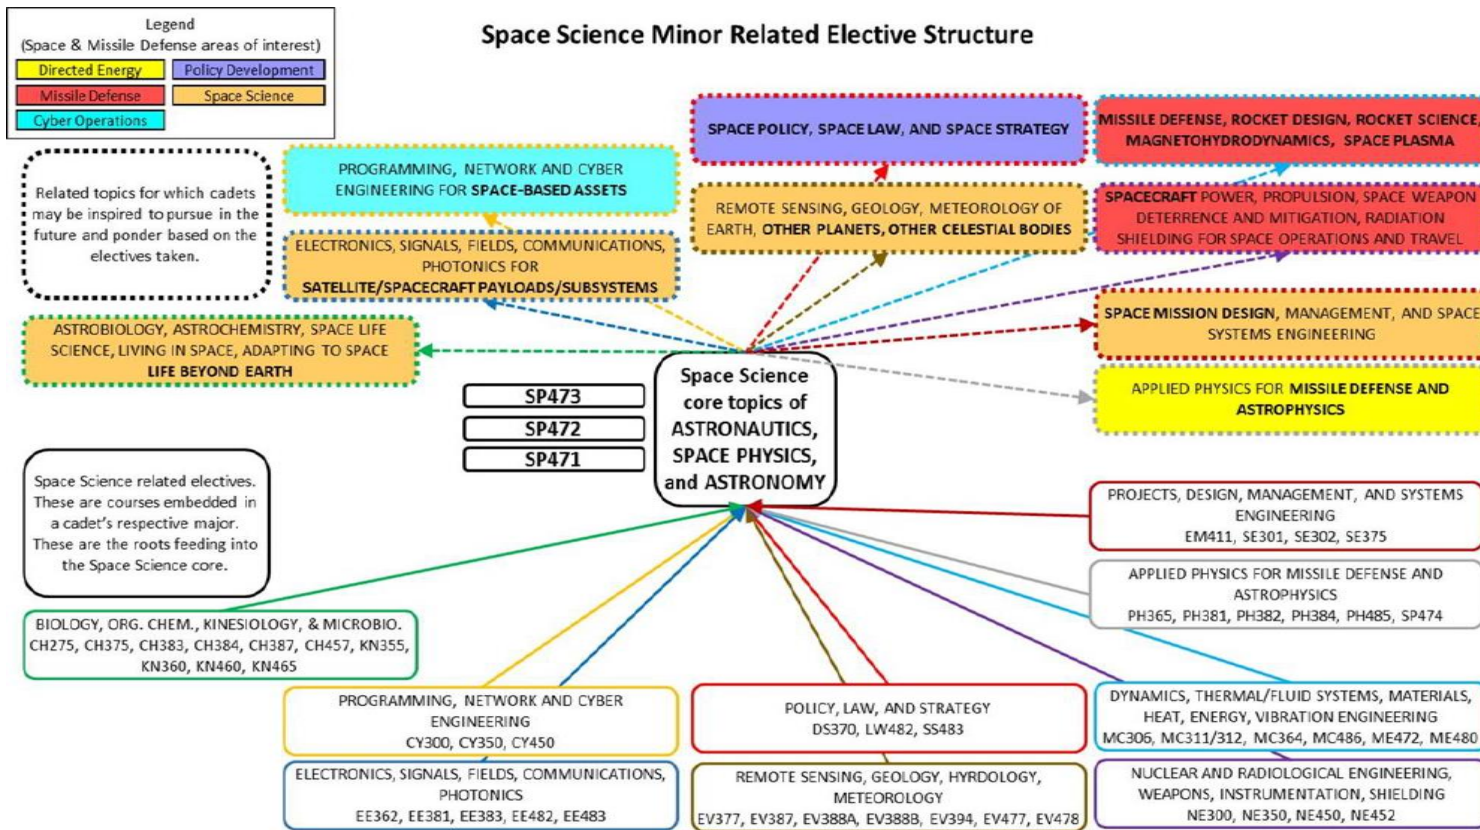 Legend
(Space & Missile Defense areas of interest)
Directed Energy
Policy Development
Missile Defense
Space Science
Cyber Operations
Space Science Minor Related Elective Structure
Related topics for which cadets
may be inspired to pursue in the
future and ponder based on the
electives taken.
PROGRAMMING, NETWORK AND CYBER
ENGINEERING FOR SPACE-BASED ASSETS
SPACE POLICY, SPACE LAW, AND SPACE STRATEGY
MISSILE DEFENSE, ROCKET DESIGN, ROCKET SCIENCE,
MAGNETOHYDRODYNAMICS, SPACE PLASMA
ELECTRONICS, SIGNALS, FIELDS, COMMUNICATIONS,
PHOTONICS FOR
SATELLITE/SPACECRAFT PAYLOADS/SUBSYSTEMS
REMOTE SENSING, GEOLOGY, METEOROLOGY OF
EARTH, OTHER PLANETS, OTHER CELESTIAL BODIES
SPACECRAFT POWER, PROPULSION, SPACE WEAPON
DETERRENCE AND MITIGATION, RADIATION
SHIELDING FOR SPACE OPERATIONS AND TRAVEL
ASTROBIOLOGY, ASTROCHEMISTRY, SPACE LIFE
SCIENCE, LIVING IN SPACE, ADAPTING TO SPACE
LIFE BEYOND EARTH
SPACE MISSION DESIGN, MANAGEMENT, AND SPACE
SYSTEMS ENGINEERING
APPLIED PHYSICS FOR MISSILE DEFENSE AND
ASTROPHYSICS
SP473
SP472
SP471
Space Science
core topics of
ASTRONAUTICS,
SPACE PHYSICS,
and ASTRONOMY
Space Science related electives.
These are courses embedded in
a cadet's respective major.
These are the roots feeding into
the Space Science core.
PROJECTS, DESIGN, MANAGEMENT, AND SYSTEMS
ENGINEERING
EM411, SE301, SE302, SE375
APPLIED PHYSICS FOR MISSILE DEFENSE AND
ASTROPHYSICS
PH365, PH381, PH382, PH384, PH485, SP474
BIOLOGY, ORG. CHEM., KINESIOLOGY, & MICROBIO.
CH275, CH375, CH383, CH384, CH387, CH457, KN355,
KN360, KN460, KN465
PROGRAMMING, NETWORK AND CYBER
ENGINEERING
CY300, CY350, CY450
POLICY, LAW, AND STRATEGY
DS370, LW482, SS483
DYNAMICS, THERMAL/FLUID SYSTEMS, MATERIALS,
HEAT, ENERGY, VIBRATION ENGINEERING
MC306, MC311/312, MC364, MC486, ME472, ME480
ELECTRONICS, SIGNALS, FIELDS, COMMUNICATIONS,
PHOTONICS
EE362, EE381, EE383, EE482, EE483
REMOTE SENSING, GEOLOGY, HYRDOLOGY,
METEOROLOGY
EV377, EV387, EV388A, EV388B, EV394, EV477, EV478
NUCLEAR AND RADIOLOGICAL ENGINEERING,
WEAPONS, INSTRUMENTATION, SHIELDING
NE300, NE350, NE450, NE452